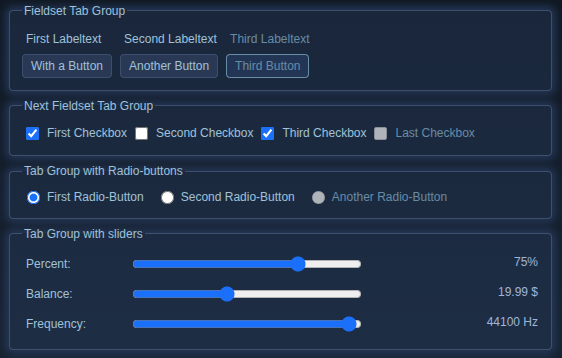 Fieldset Tab Group
First Labeltext Second Labeltext Third Labeltext
With a Button Another Button Third Button
Next Fieldset Tab Group
First Checkbox Second Checkbox Third Checkbox Last Checkbox
Tab Group with Radio-buttons
First Radio-Button Second Radio-Button Another Radio-Button
Tab Group with sliders
Percent: 75%
Balance: 19.99 $
Frequency: 44100 Hz